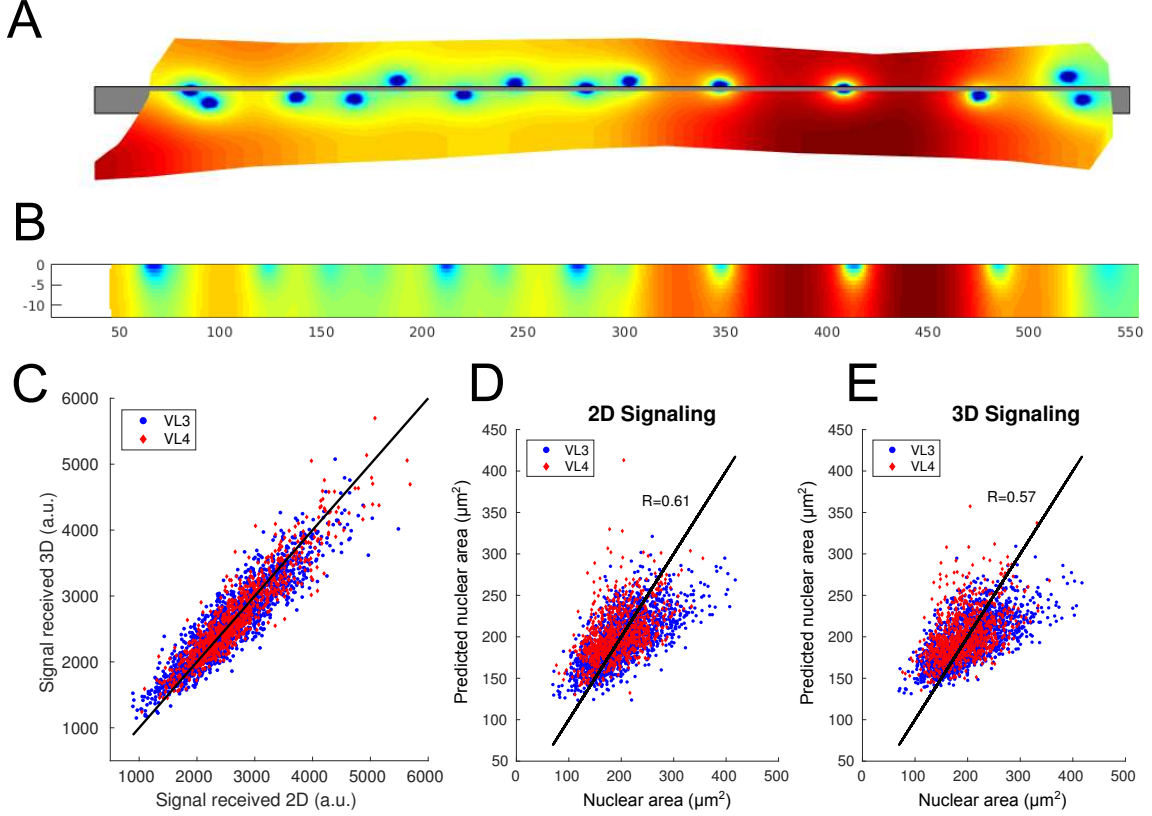 A
B
0
-5
-10
50 100 150 200 250 300 350 400 450 500 550
C
6000
5000
4000
3000
2000
1000
Signal received 3D (a.u.)
VL3
VL4
1000 2000 3000 4000 5000 6000
Signal received 2D (a.u.)
D
2D Signaling
450
400
350
300
250
200
150
100
50
Predicted nuclear area (µm²)
VL3
VL4
R=0.61
0 100 200 300 400 500
Nuclear area (µm²)
E
3D Signaling
450
400
350
300
250
200
150
100
50
Predicted nuclear area (µm²)
VL3
VL4
R=0.57
0 100 200 300 400 500
Nuclear area (µm²)